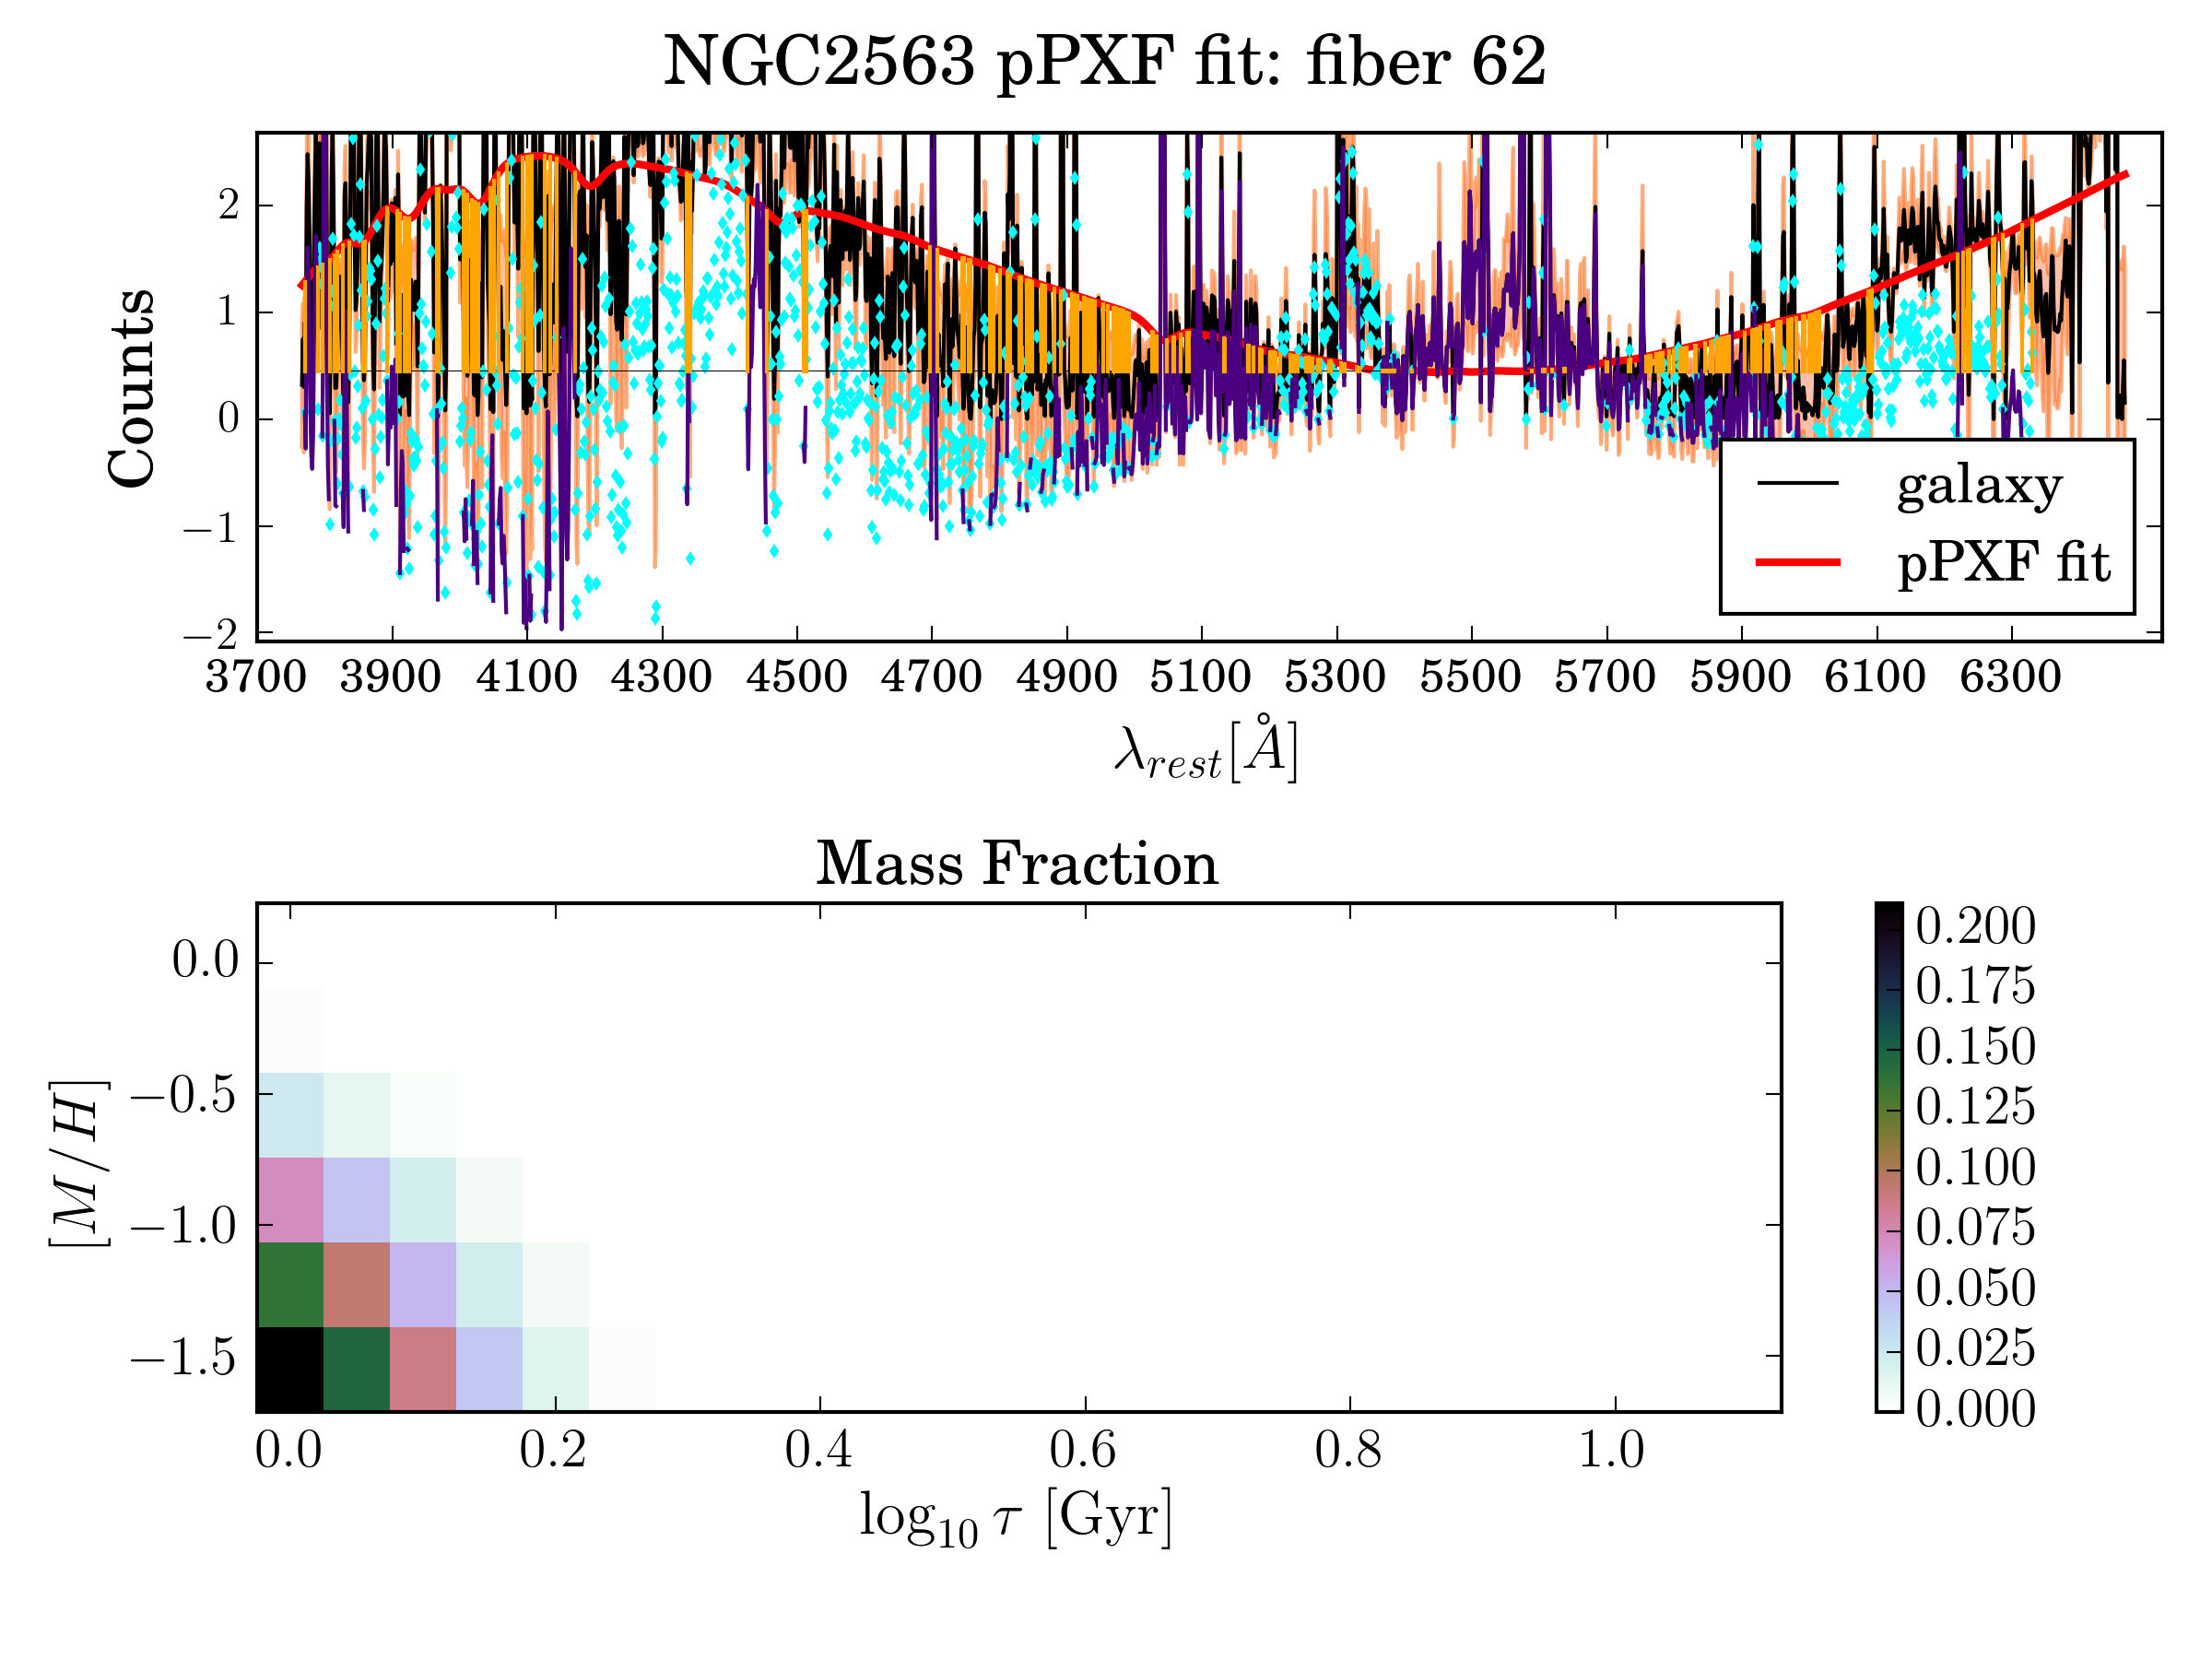 NGC2563 pPXF fit: fiber 62
Counts
2
1
0
−1
−2
galaxy
pPXF fit
3700 3900 4100 4300 4500 4700 4900 5100 5300 5500 5700 5900 6100 6300
λrest[Å]
Mass Fraction
[M/H]
0.0
−0.5
−1.0
−1.5
0.0 0.2 0.4 0.6 0.8 1.0
log10 τ [Gyr]
0.200
0.175
0.150
0.125
0.100
0.075
0.050
0.025
0.000